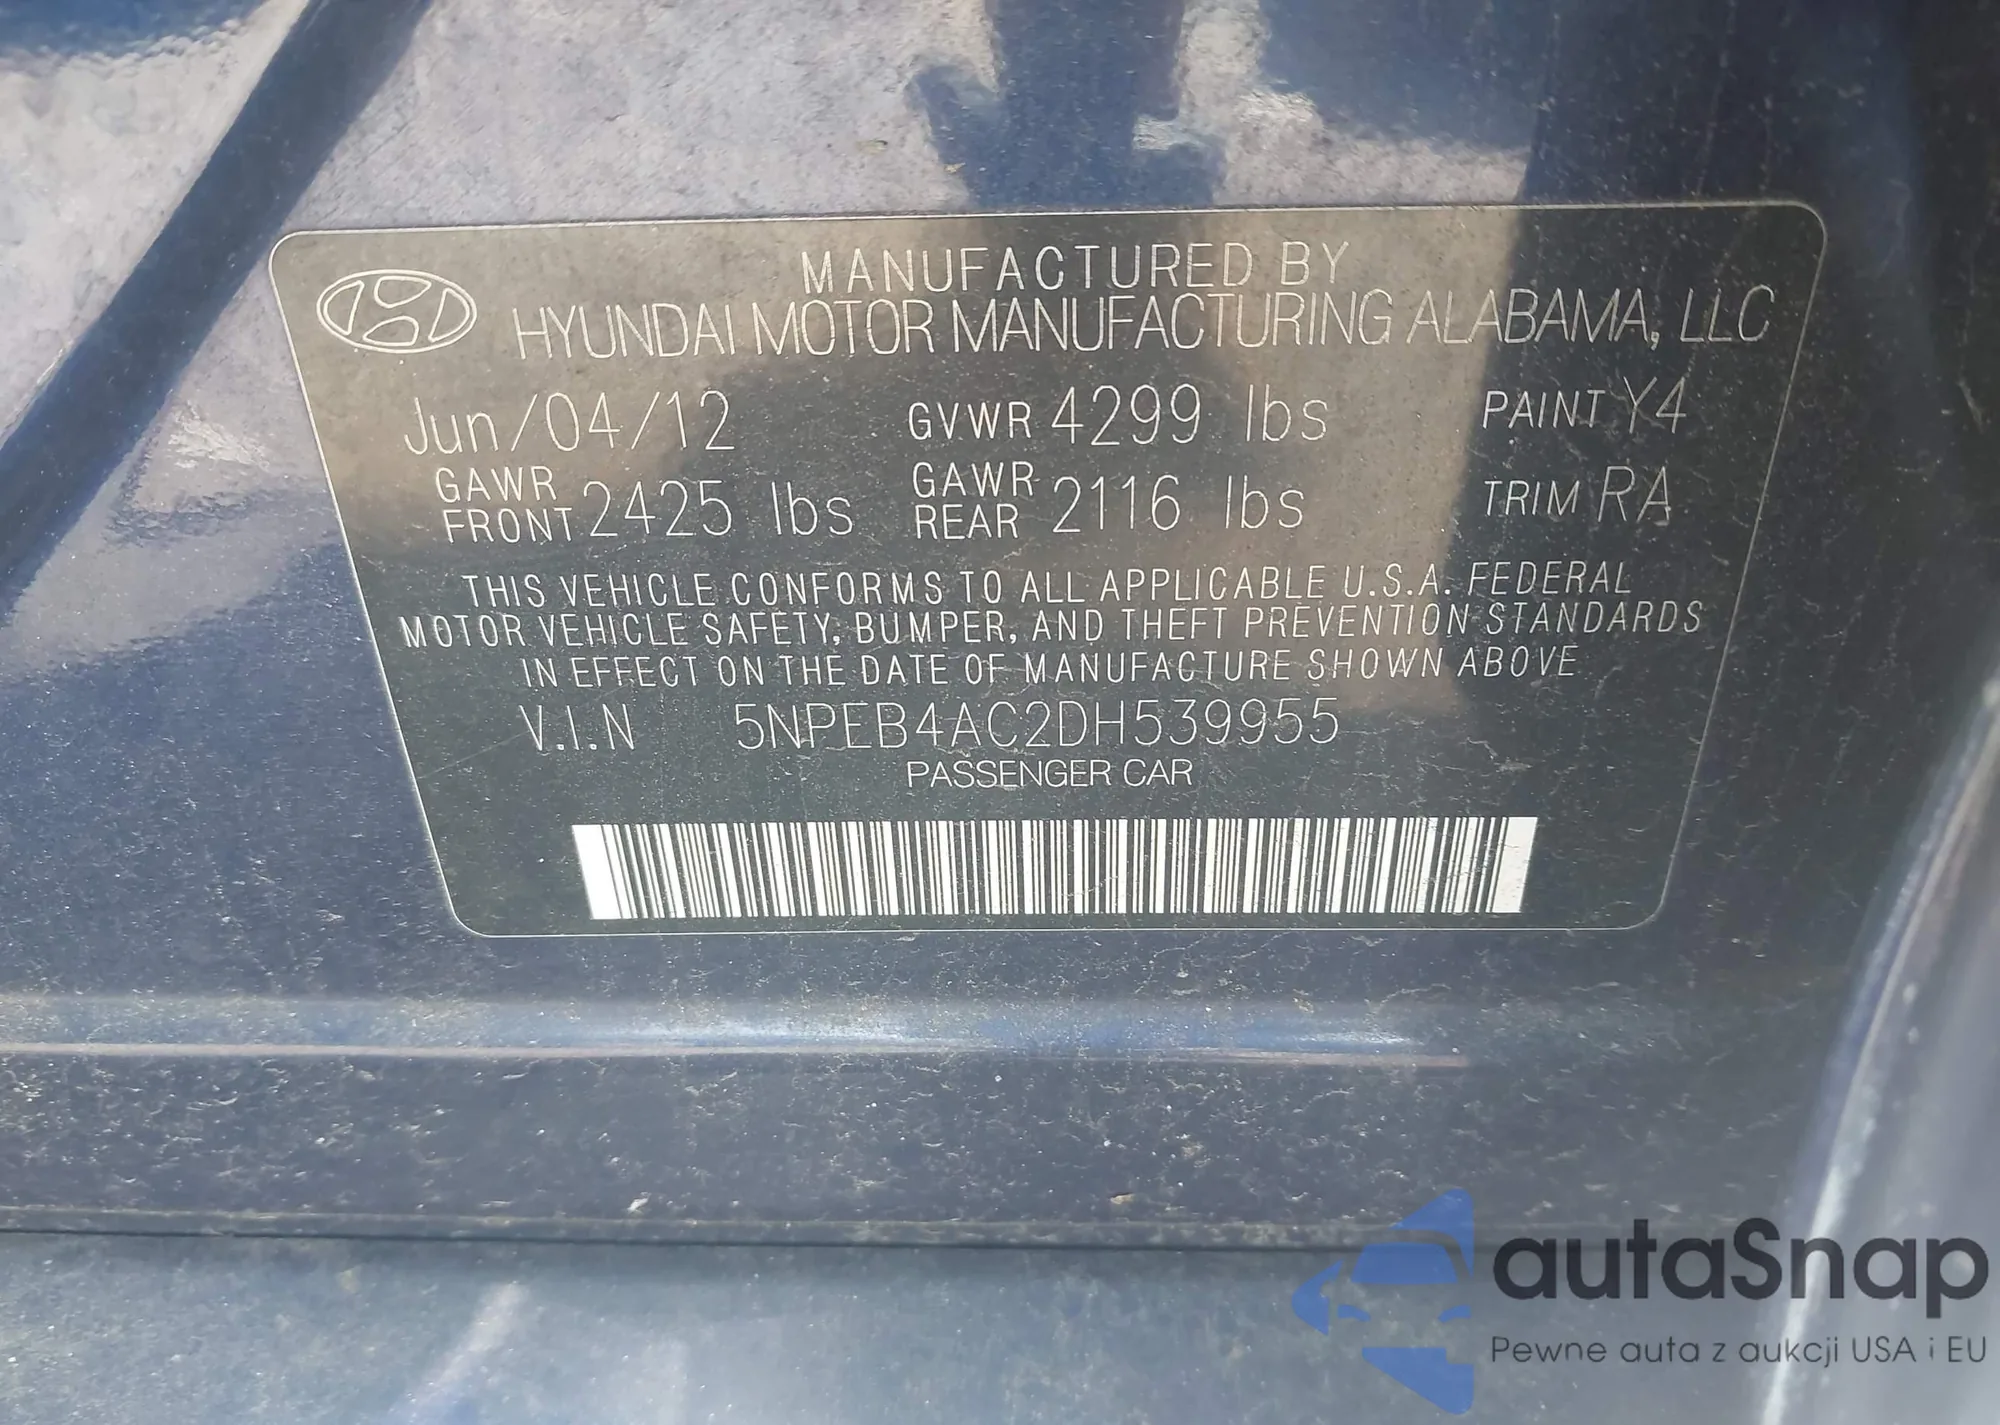 MANUFACTURED BY
HYUNDAI MOTOR MANUFACTURING ALABAMA, LLC
Jun/04/12 GVWR 4299 lbs PAINT Y4
GAWR FRONT 2425 lbs GAWR REAR 2116 lbs TRIM RA
THIS VEHICLE CONFORMS TO ALL APPLICABLE U.S.A. FEDERAL
MOTOR VEHICLE SAFETY, BUMPER, AND THEFT PREVENTION STANDARDS
IN EFFECT ON THE DATE OF MANUFACTURE SHOWN ABOVE
V.I.N 5NPEB4AC2DH539955
PASSENGER CAR
autaSnap
Pewne auta z aukcji USA i EU